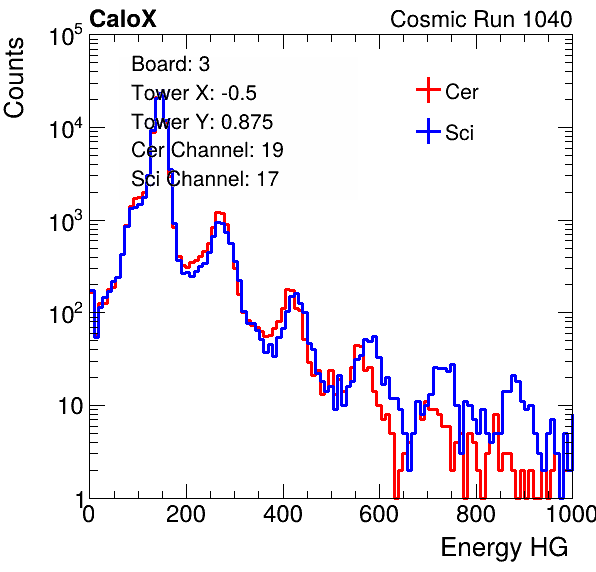 CaloX Cosmic Run 1040
Counts
10^5
10^4
10^3
10^2
10
1
Board: 3
Tower X: -0.5
Tower Y: 0.875
Cer Channel: 19
Sci Channel: 17
Cer
Sci
0 200 400 600 800 1000
Energy HG